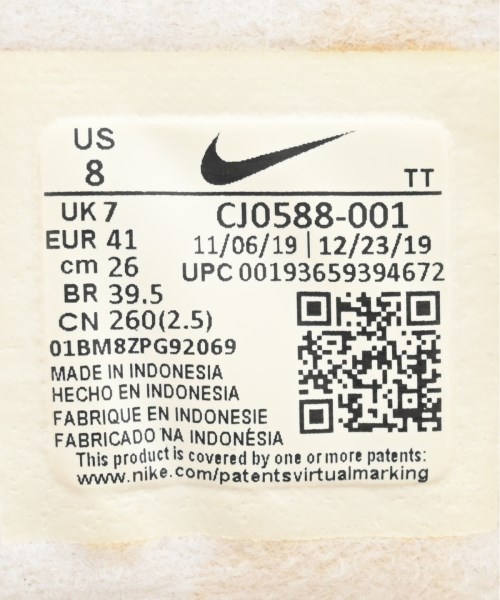 US
8
TT
UK 7
EUR 41
cm 26
BR 39.5
CN 260(2.5)
CJ0588-001
11/06/19 | 12/23/19
UPC 00193659394672
01BM8ZPG92069
MADE IN INDONESIA
HECHO EN INDONESIA
FABRIQUE EN INDONESIE
FABRICADO NA INDONÉSIA
This product is covered by one or more patents:
www.nike.com/patentsvirtualmarking